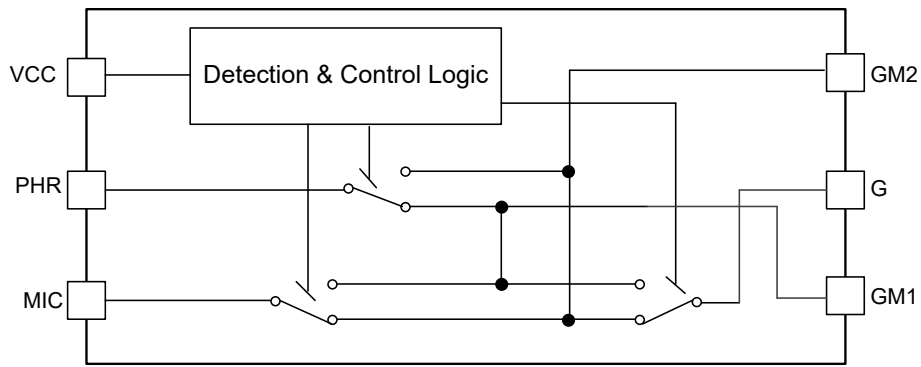 VCC
Detection & Control Logic
GM2
PHR
G
MIC
GM1